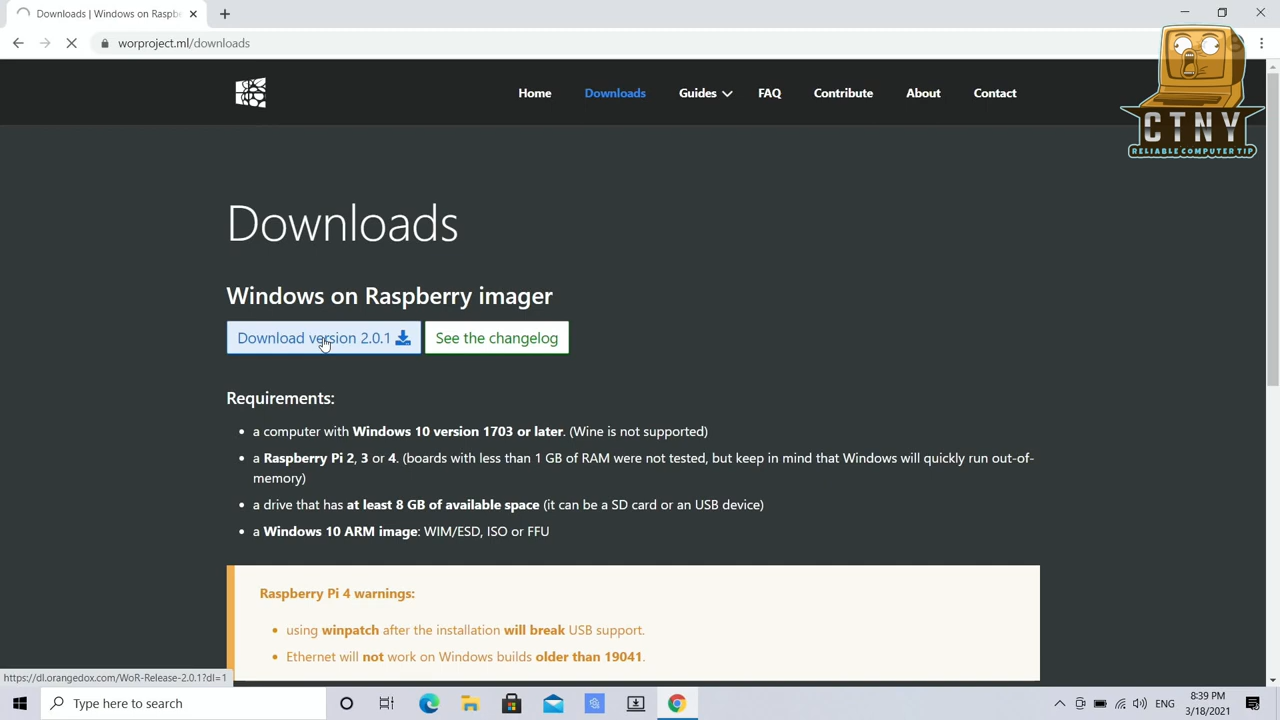 Downloads | Windows on Raspbe
worproject.ml/downloads
Home
Downloads
Guides
FAQ
Contribute
About
Contact
CTNY
RELIABLE COMPUTER TIP
Downloads
Windows on Raspberry imager
Download version 2.0.1
See the changelog
Requirements:
• a computer with Windows 10 version 1703 or later. (Wine is not supported)
• a Raspberry Pi 2, 3 or 4. (boards with less than 1 GB of RAM were not tested, but keep in mind that Windows will quickly run out-of-
memory)
• a drive that has at least 8 GB of available space (it can be a SD card or an USB device)
• a Windows 10 ARM image: WIM/ESD, ISO or FFU
Raspberry Pi 4 warnings:
• using winpatch after the installation will break USB support.
• Ethernet will not work on Windows builds older than 19041.
https://dl.orangedox.com/WoR-Release-2.0.1?dl=1
Type here to search
ENG
8:39 PM
3/18/2021